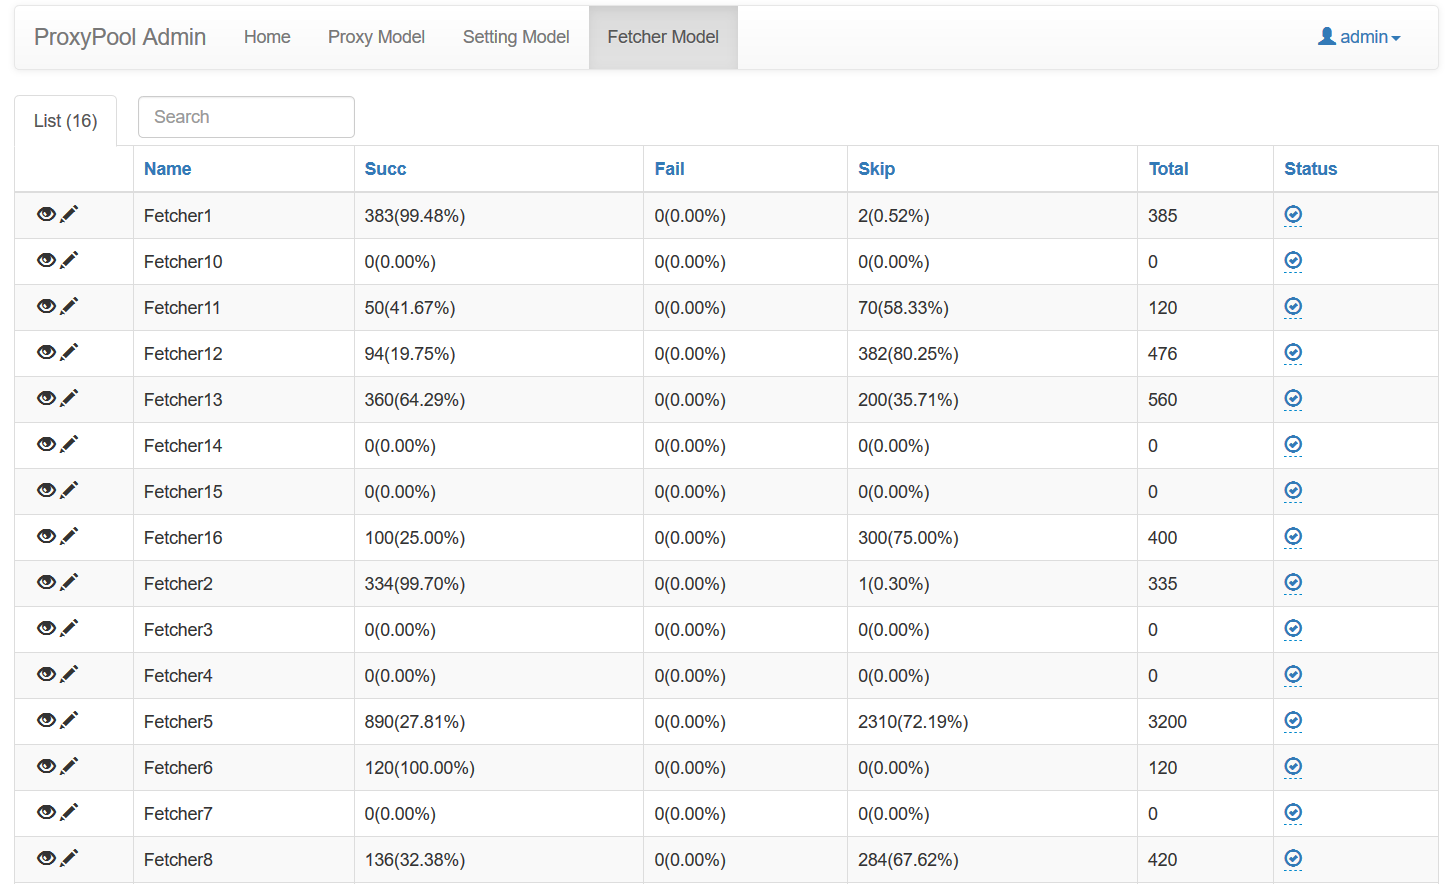 ProxyPool Admin Home Proxy Model Setting Model Fetcher Model admin
List (16) Search
Name Succ Fail Skip Total Status
Fetcher1 383(99.48%) 0(0.00%) 2(0.52%) 385
Fetcher10 0(0.00%) 0(0.00%) 0(0.00%) 0
Fetcher11 50(41.67%) 0(0.00%) 70(58.33%) 120
Fetcher12 94(19.75%) 0(0.00%) 382(80.25%) 476
Fetcher13 360(64.29%) 0(0.00%) 200(35.71%) 560
Fetcher14 0(0.00%) 0(0.00%) 0(0.00%) 0
Fetcher15 0(0.00%) 0(0.00%) 0(0.00%) 0
Fetcher16 100(25.00%) 0(0.00%) 300(75.00%) 400
Fetcher2 334(99.70%) 0(0.00%) 1(0.30%) 335
Fetcher3 0(0.00%) 0(0.00%) 0(0.00%) 0
Fetcher4 0(0.00%) 0(0.00%) 0(0.00%) 0
Fetcher5 890(27.81%) 0(0.00%) 2310(72.19%) 3200
Fetcher6 120(100.00%) 0(0.00%) 0(0.00%) 120
Fetcher7 0(0.00%) 0(0.00%) 0(0.00%) 0
Fetcher8 136(32.38%) 0(0.00%) 284(67.62%) 420